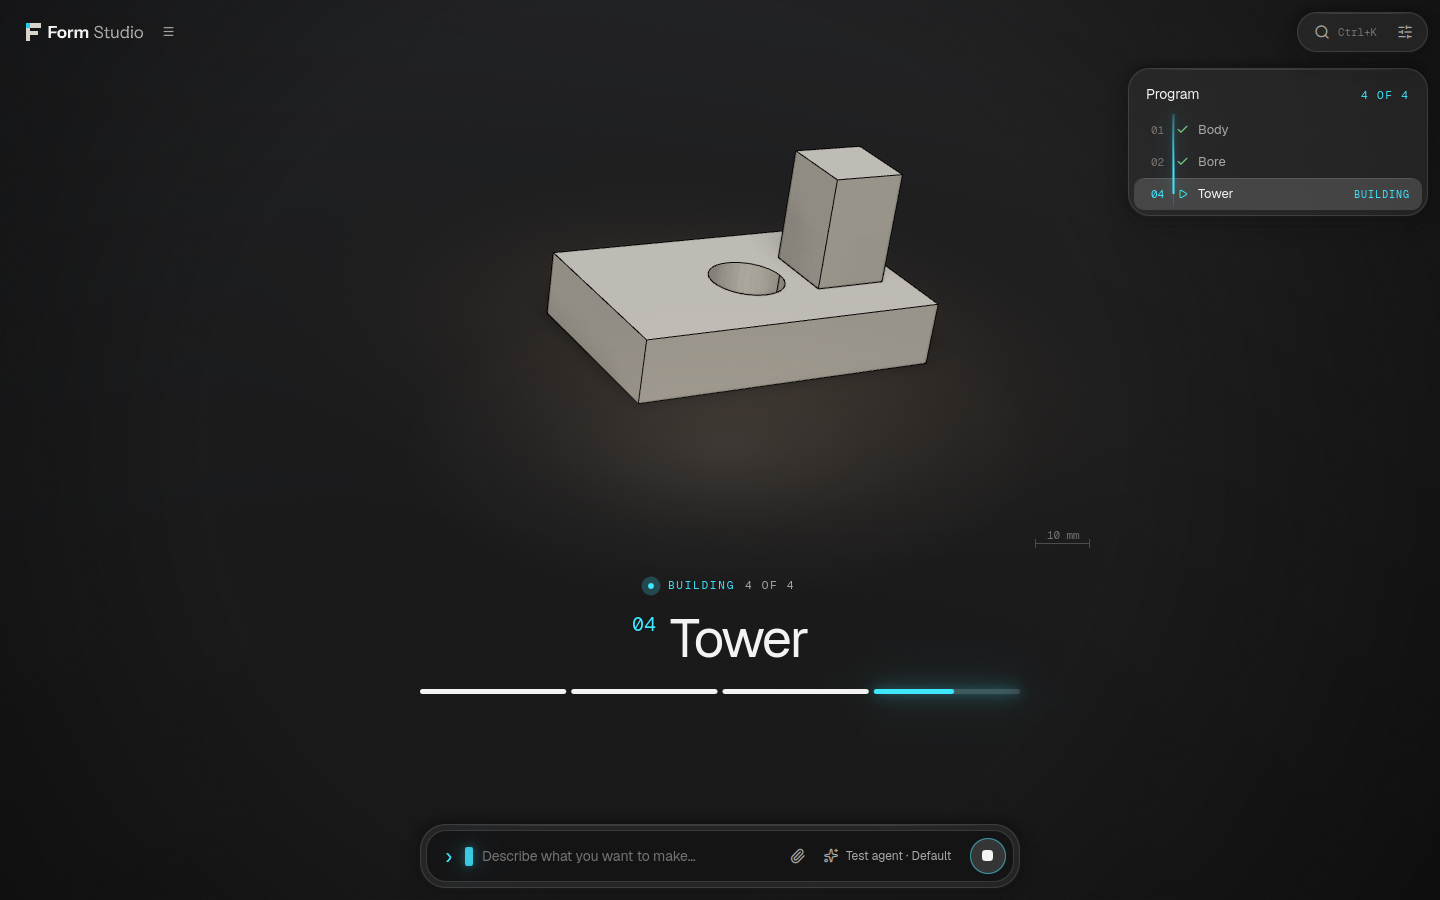 Form Studio
Ctrl+K
Program 4 OF 4
01 Body
02 Bore
04 Tower BUILDING
10 mm
BUILDING 4 OF 4
04 Tower
Describe what you want to make…
Test agent · Default